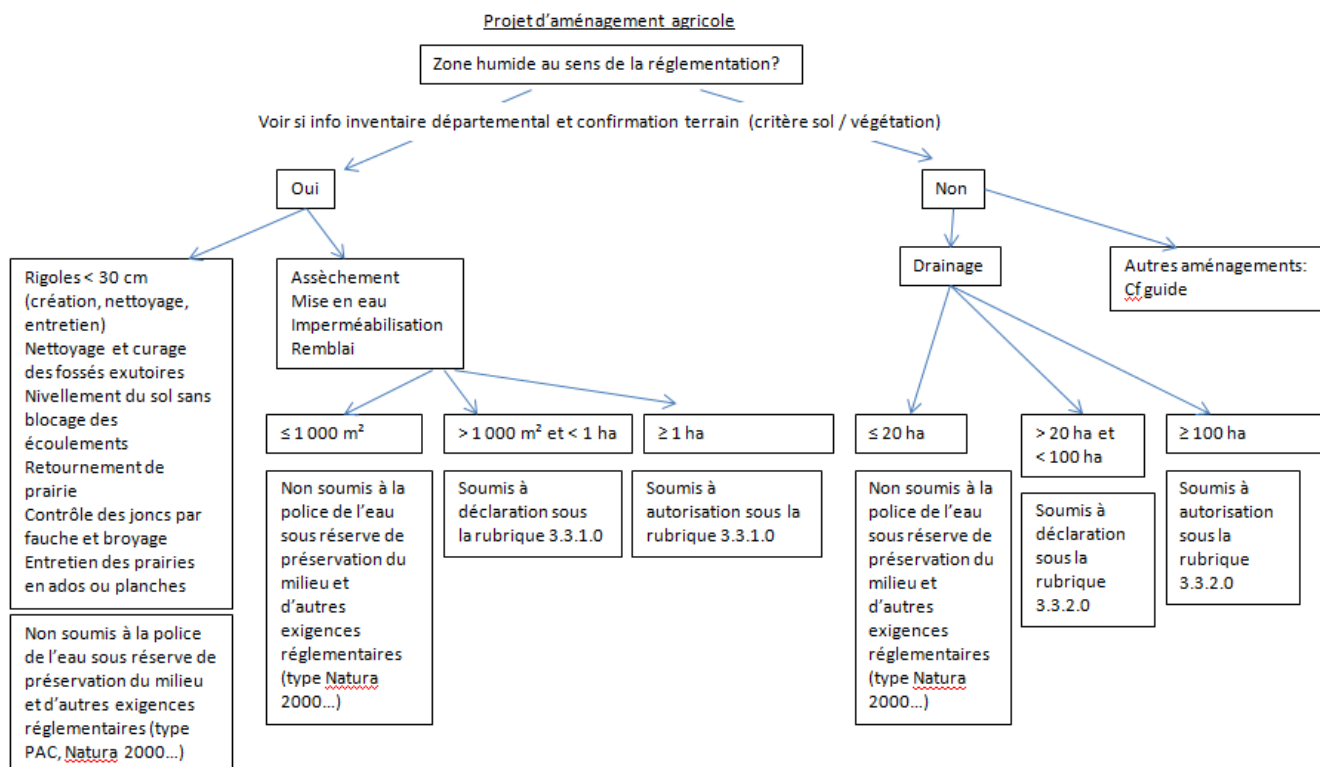 Projet d'aménagement agricole
Zone humide au sens de la réglementation?
Voir si info inventaire départemental et confirmation terrain (critère sol / végétation)
Oui
Non
Rigoles < 30 cm
(création, nettoyage,
entretien)
Nettoyage et curage
des fossés exutoires
Nivellement du sol sans
blocage des
écoulements
Retournement de
prairie
Contrôle des joncs par
fauche et broyage
Entretien des prairies
en ados ou planches
Non soumis à la police
de l'eau sous réserve de
préservation du milieu
et d'autres exigences
réglementaires (type
PAC, Natura 2000...)
Assèchement
Mise en eau
Imperméabilisation
Remblai
≤ 1 000 m²
Non soumis à la
police de l'eau
sous réserve de
préservation du
milieu et
d'autres
exigences
réglementaires
(type Natura
2000...)
> 1 000 m² et < 1 ha
Soumis à
déclaration sous
la rubrique 3.3.1.0
≥ 1 ha
Soumis à
autorisation sous la
rubrique 3.3.1.0
Drainage
Autres aménagements:
Cf guide
≤ 20 ha
Non soumis à la
police de l'eau
sous réserve de
préservation du
milieu et
d'autres
exigences
réglementaires
(type Natura
2000...)
> 20 ha et
< 100 ha
Soumis à
déclaration
sous la
rubrique
3.3.2.0
≥ 100 ha
Soumis à
autorisation
sous la
rubrique
3.3.2.0